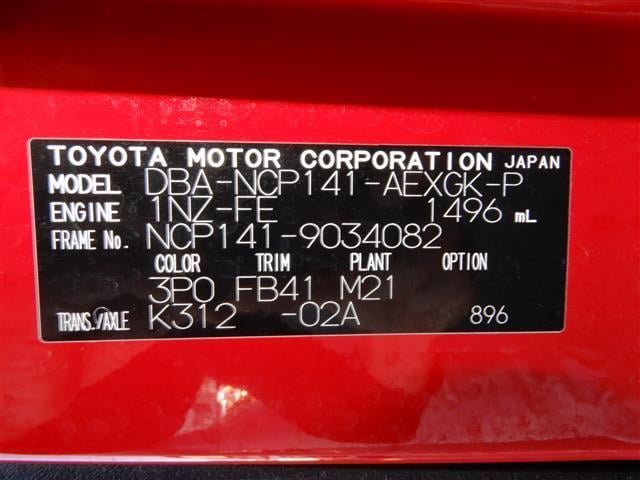 TOYOTA MOTOR CORPORATION JAPAN
MODEL DBA-NCP141-AEXGK-P
ENGINE 1NZ-FE 1496 mL
FRAME No. NCP141-9034082
COLOR TRIM PLANT OPTION
3P0 FB41 M21
TRANS./AXLE K312 -02A 896